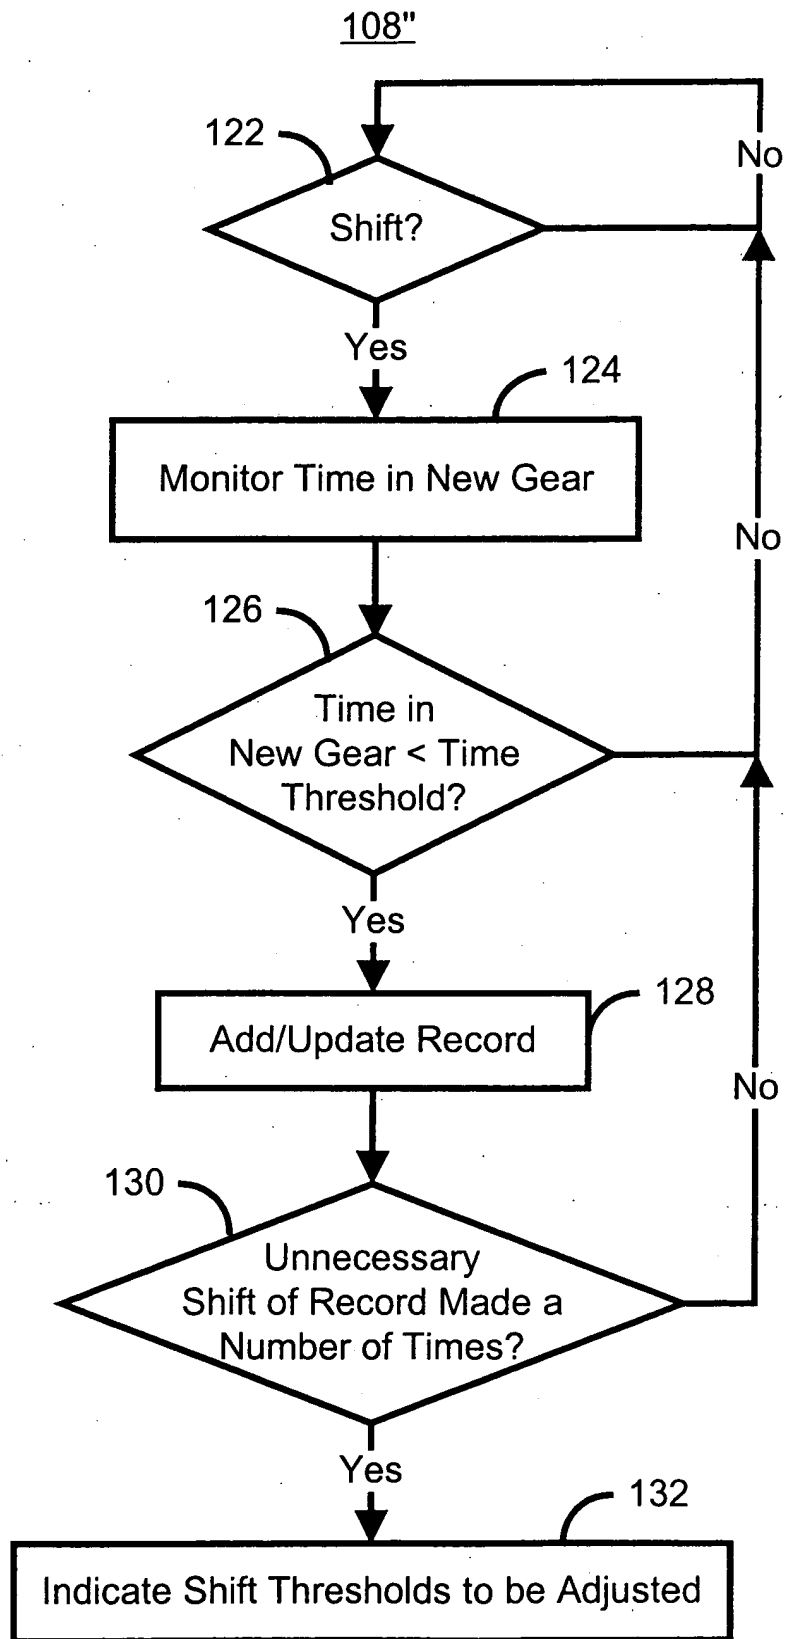 108"
122
No
Shift?
Yes
124
Monitor Time in New Gear
No
126
Time in
New Gear < Time
Threshold?
Yes
128
Add/Update Record
No
130
Unnecessary
Shift of Record Made a
Number of Times?
Yes
132
Indicate Shift Thresholds to be Adjusted